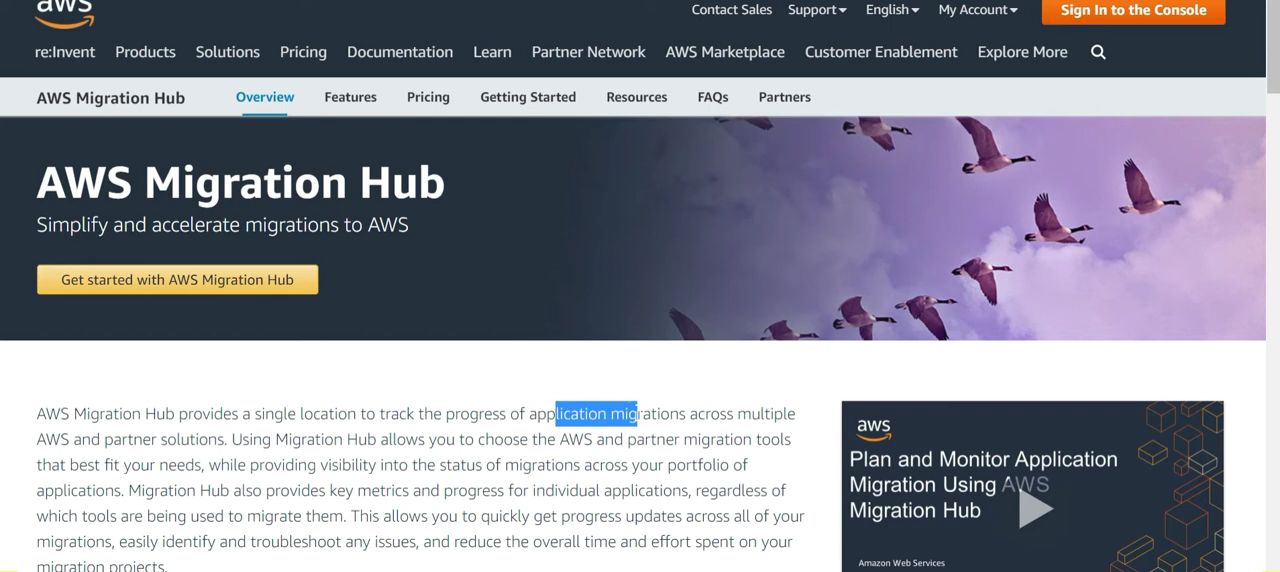 aws
Contact Sales Support English My Account Sign In to the Console
re:Invent Products Solutions Pricing Documentation Learn Partner Network AWS Marketplace Customer Enablement Explore More
AWS Migration Hub Overview Features Pricing Getting Started Resources FAQs Partners
AWS Migration Hub
Simplify and accelerate migrations to AWS
Get started with AWS Migration Hub
AWS Migration Hub provides a single location to track the progress of application migrations across multiple
AWS and partner solutions. Using Migration Hub allows you to choose the AWS and partner migration tools
that best fit your needs, while providing visibility into the status of migrations across your portfolio of
applications. Migration Hub also provides key metrics and progress for individual applications, regardless of
which tools are being used to migrate them. This allows you to quickly get progress updates across all of your
migrations, easily identify and troubleshoot any issues, and reduce the overall time and effort spent on your
migration projects.
aws
Plan and Monitor Application
Migration Using AWS
Migration Hub
Amazon Web Services